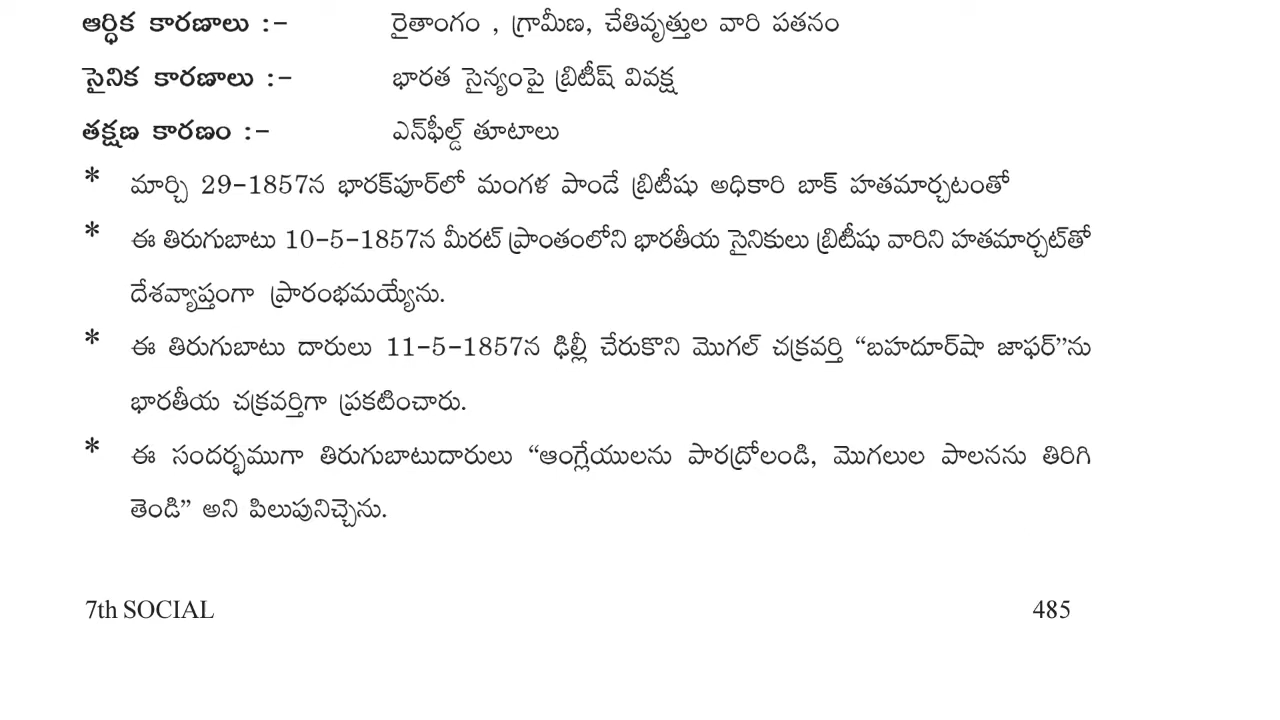 ఆర్థిక కారణాలు :- రైతాంగం , గ్రామీణ, చేతివృత్తుల వారి పతనం
సైనిక కారణాలు :- భారత సైన్యంపై బ్రిటీష్ వివక్ష
తక్షణ కారణం :- ఎన్‌ఫీల్డ్ తూటాలు
* మార్చి 29-1857న భారక్‌పూర్‌లో మంగళ పాండే బ్రిటీషు అధికారి బాక్ హతమార్చటంతో
* ఈ తిరుగుబాటు 10-5-1857న మీరట్ ప్రాంతంలోని భారతీయ సైనికులు బ్రిటీషు వారిని హతమార్చట్‌తో
దేశవ్యాప్తంగా ప్రారంభమయ్యేను.
* ఈ తిరుగుబాటు దారులు 11-5-1857న ఢిల్లీ చేరుకొని మొగల్ చక్రవర్తి “బహదూర్‌షా జాఫర్”ను
భారతీయ చక్రవర్తిగా ప్రకటించారు.
* ఈ సందర్భముగా తిరుగుబాటుదారులు “ఆంగ్లేయులను పారద్రోలండి, మొగలుల పాలనను తిరిగి
తెండి” అని పిలుపునిచ్చెను.
7th SOCIAL 485